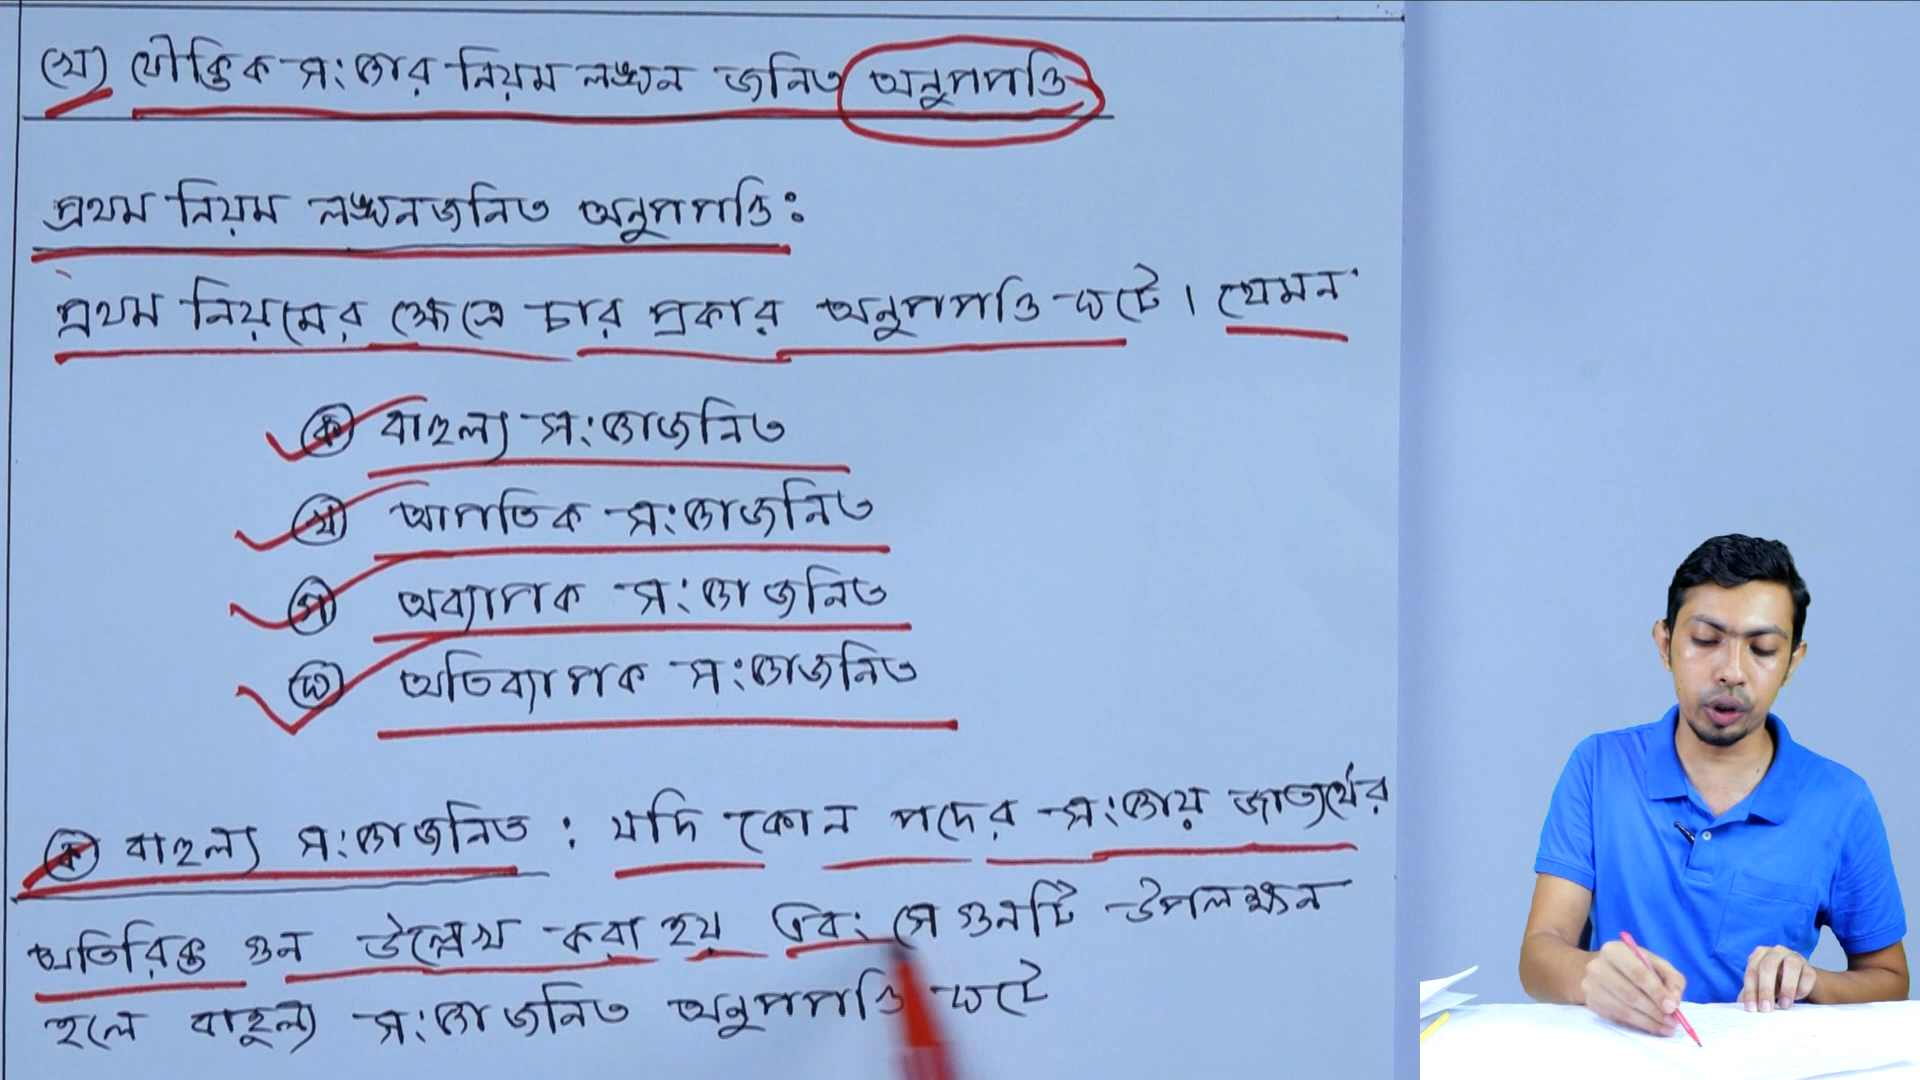 (খ) যৌক্তিক সংজ্ঞার নিয়ম লঙ্ঘন জনিত অনুপপত্তি
প্রথম নিয়ম লঙ্ঘনজনিত অনুপপত্তি:
প্রথম নিয়মের ক্ষেত্রে চার প্রকার অনুপপত্তি ঘটে। যেমন
ক বাহুল্য সংজ্ঞাজনিত
খ আপতিক সংজ্ঞাজনিত
গ অব্যাপক সংজ্ঞাজনিত
ঘ অতিব্যাপক সংজ্ঞাজনিত
ক বাহুল্য সংজ্ঞাজনিত : যদি কোন পদের সংজ্ঞায় জাত্যর্থের
অতিরিক্ত গুন উল্লেখ করা হয় এবং সে গুনটি উপলক্ষন
হলে বাহুল্য সংজ্ঞাজনিত অনুপপত্তি ঘটে